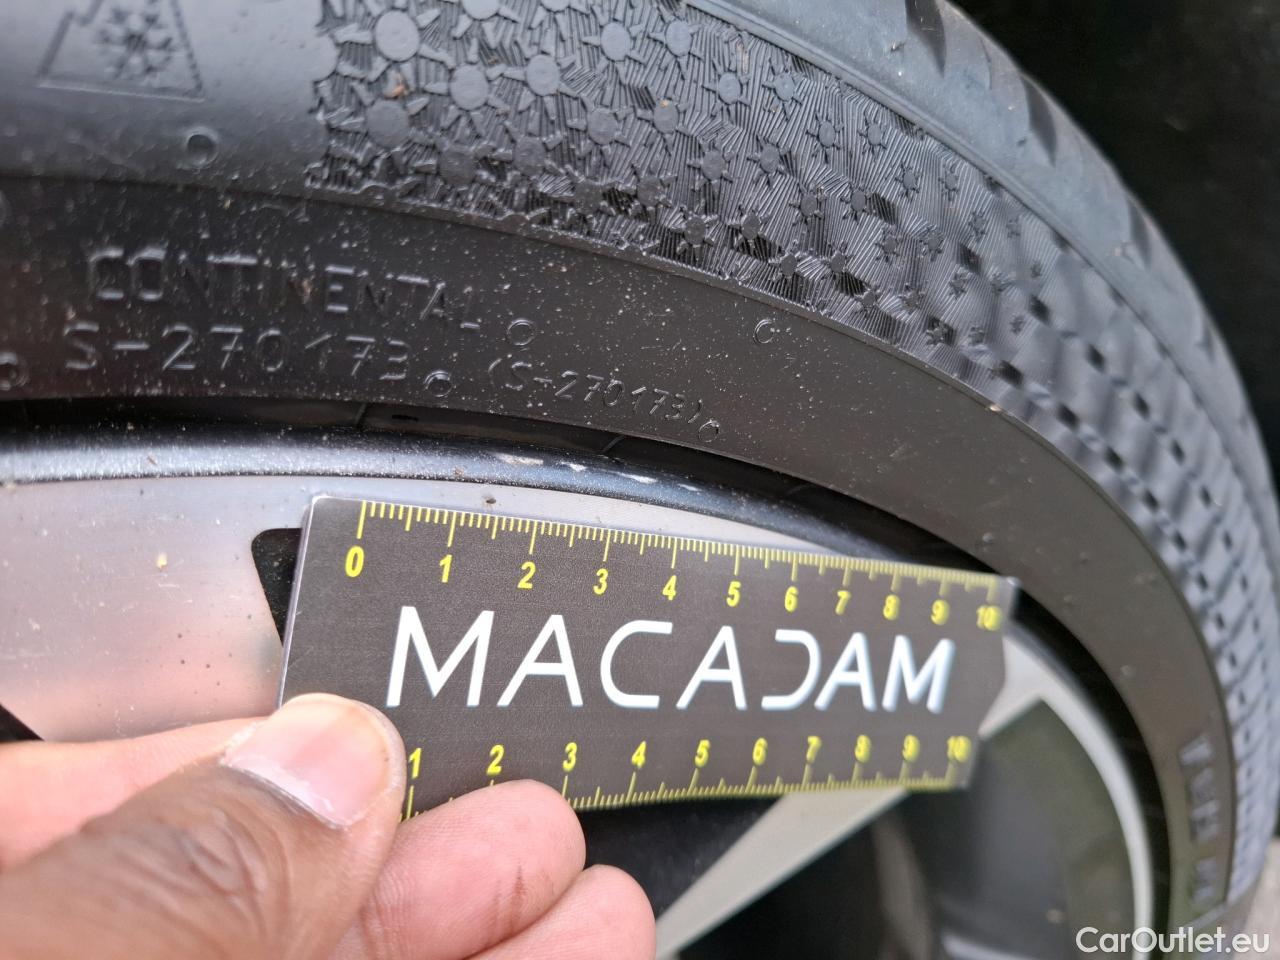 CONTINENTAL
S-270173 (S-270173)
0 1 2 3 4 5 6 7 8 9 10
MACADAM
1 2 3 4 5 6 7 8 9 10
CarOutlet.eu